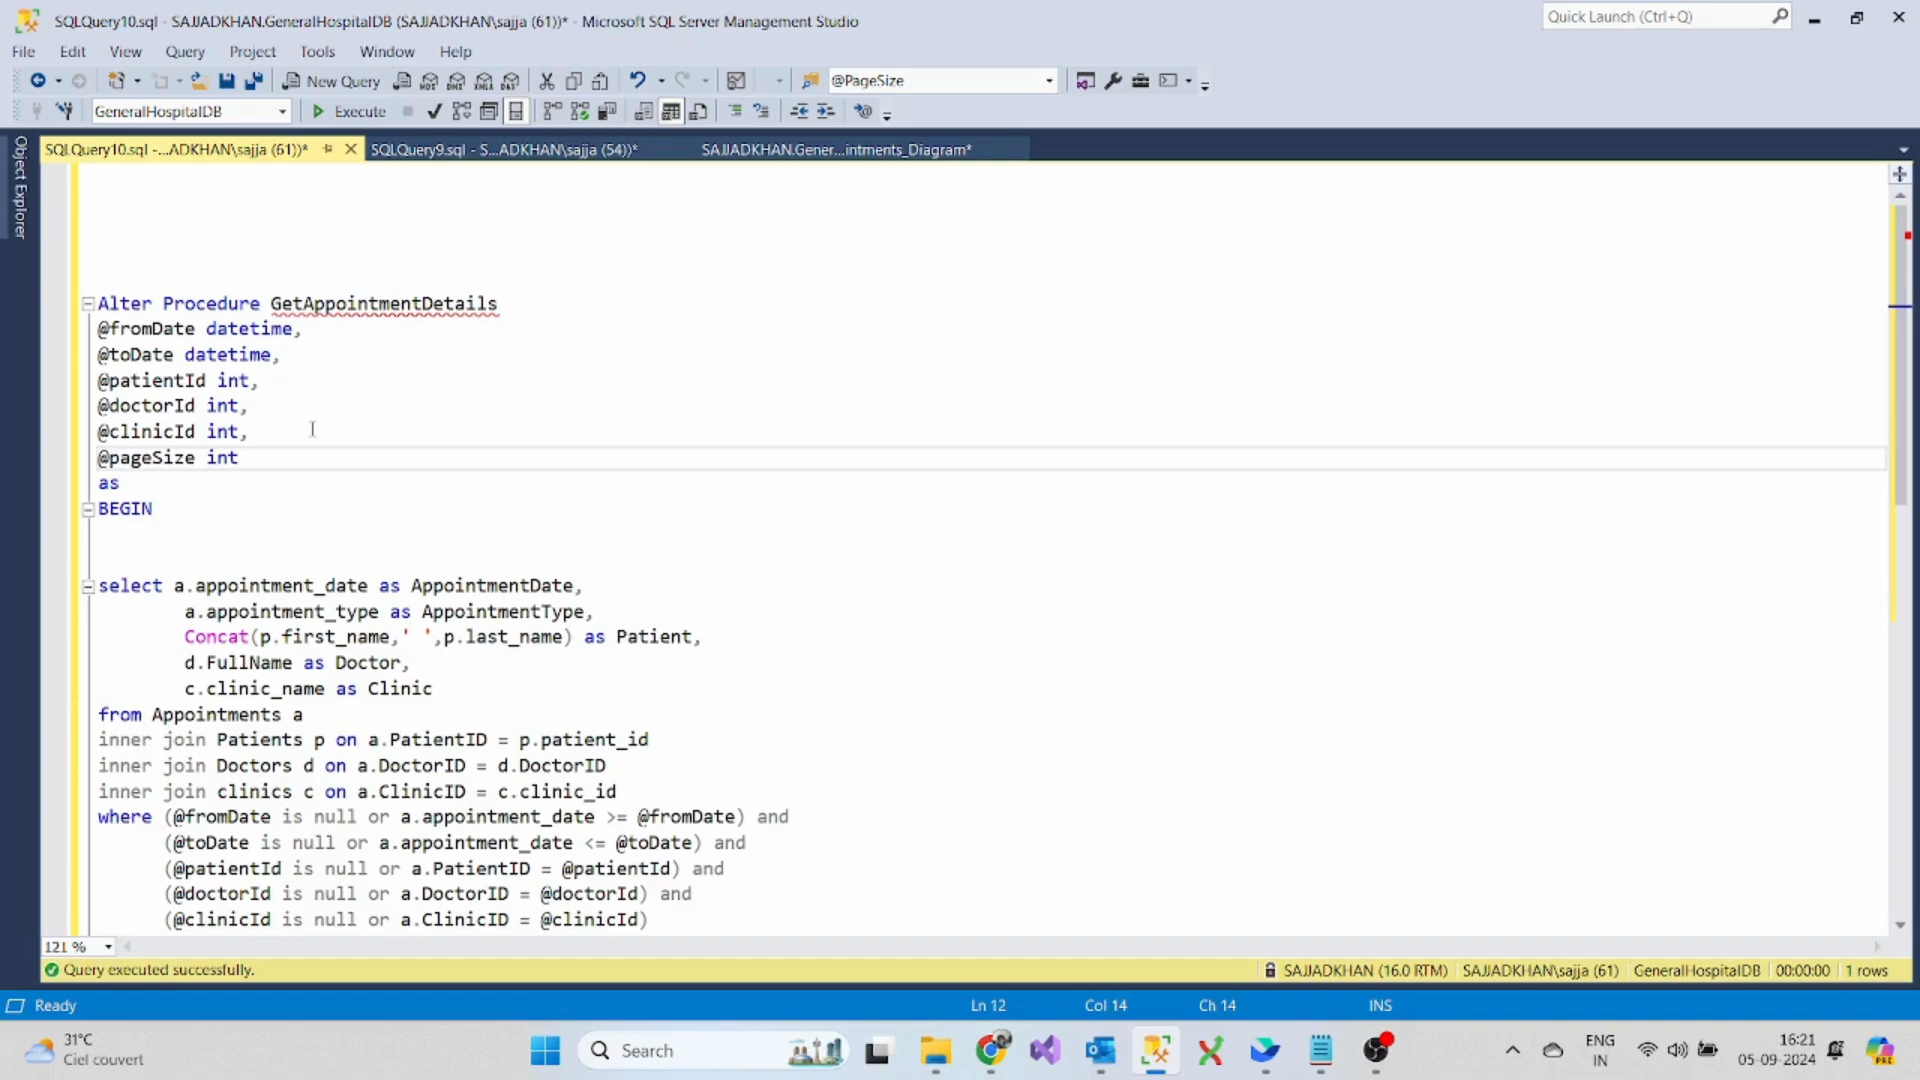 SQLQuery10.sql - SAJJADKHAN.GeneralHospitalDB (SAJJADKHAN\sajja (61))* - Microsoft SQL Server Management Studio
Quick Launch (Ctrl+Q)
File Edit View Query Project Tools Window Help
New Query
@PageSize
GeneralHospitalDB
Execute
SQLQuery10.sql -...ADKHAN\sajja (61))*
SQLQuery9.sql - S...ADKHAN\sajja (54))*
SAJJADKHAN.Gener...intments_Diagram*
Object Explorer
Alter Procedure GetAppointmentDetails
@fromDate datetime,
@toDate datetime,
@patientId int,
@doctorId int,
@clinicId int,
@pageSize int
as
BEGIN
select a.appointment_date as AppointmentDate,
a.appointment_type as AppointmentType,
Concat(p.first_name,' ',p.last_name) as Patient,
d.FullName as Doctor,
c.clinic_name as Clinic
from Appointments a
inner join Patients p on a.PatientID = p.patient_id
inner join Doctors d on a.DoctorID = d.DoctorID
inner join clinics c on a.ClinicID = c.clinic_id
where (@fromDate is null or a.appointment_date >= @fromDate) and
(@toDate is null or a.appointment_date <= @toDate) and
(@patientId is null or a.PatientID = @patientId) and
(@doctorId is null or a.DoctorID = @doctorId) and
(@clinicId is null or a.ClinicID = @clinicId)
121 %
Query executed successfully.
SAJJADKHAN (16.0 RTM) SAJJADKHAN\sajja (61) GeneralHospitalDB 00:00:00 1 rows
Ready
Ln 12 Col 14 Ch 14 INS
31°C
Ciel couvert
Search
ENG
IN
16:21
05-09-2024